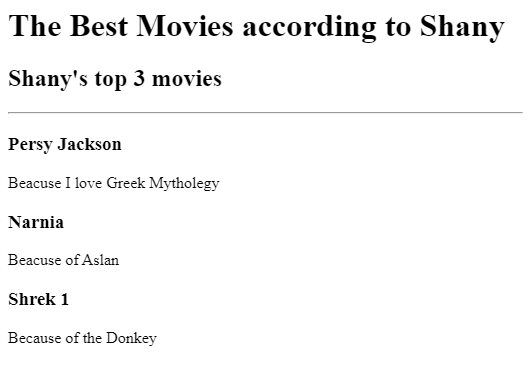 The Best Movies according to Shany
Shany's top 3 movies
Persy Jackson
Beacuse I love Greek Mythology
Narnia
Beacuse of Aslan
Shrek 1
Because of the Donkey